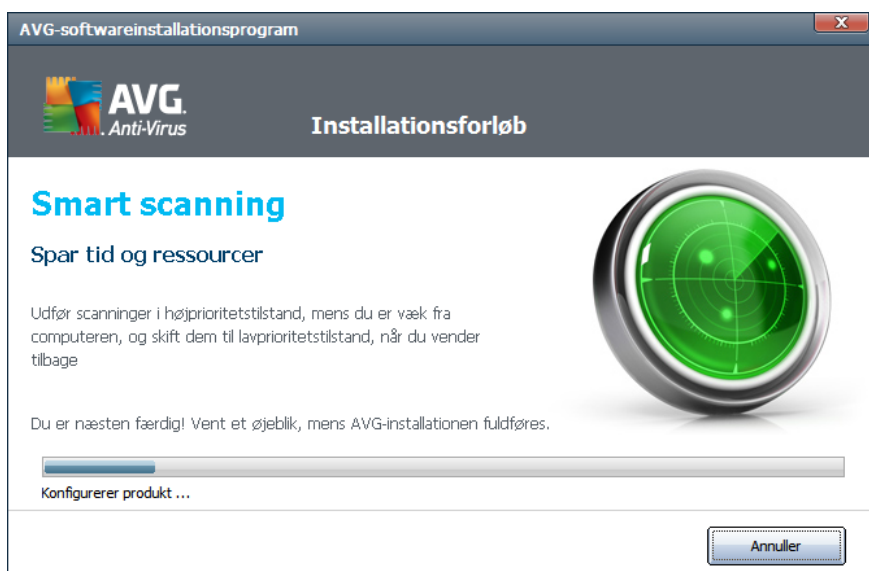 AVG-softwareinstallationsprogram
AVG.
Anti-Virus
Installationsforløb
Smart scanning
Spar tid og ressourcer
Udfør scanninger i højprioritetstilstand, mens du er væk fra
computeren, og skift dem til lavprioritetstilstand, når du vender
tilbage
Du er næsten færdig! Vent et øjeblik, mens AVG-installationen fuldføres.
Konfigurerer produkt ...
Annuller